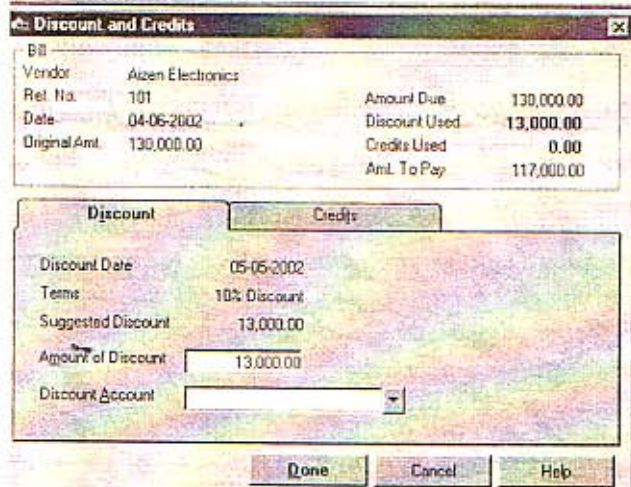 Discount and Credits
Bill
Vendor Aizen Electronics
Ref. No. 101
Date 04-06-2002
Original Amt. 130,000.00
Amount Due 130,000.00
Discount Used 13,000.00
Credits Used 0.00
Amt. To Pay 117,000.00
Discount Credits
Discount Date 05-05-2002
Terms 10% Discount
Suggested Discount 13,000.00
Amount of Discount 13,000.00
Discount Account
Done Cancel Help